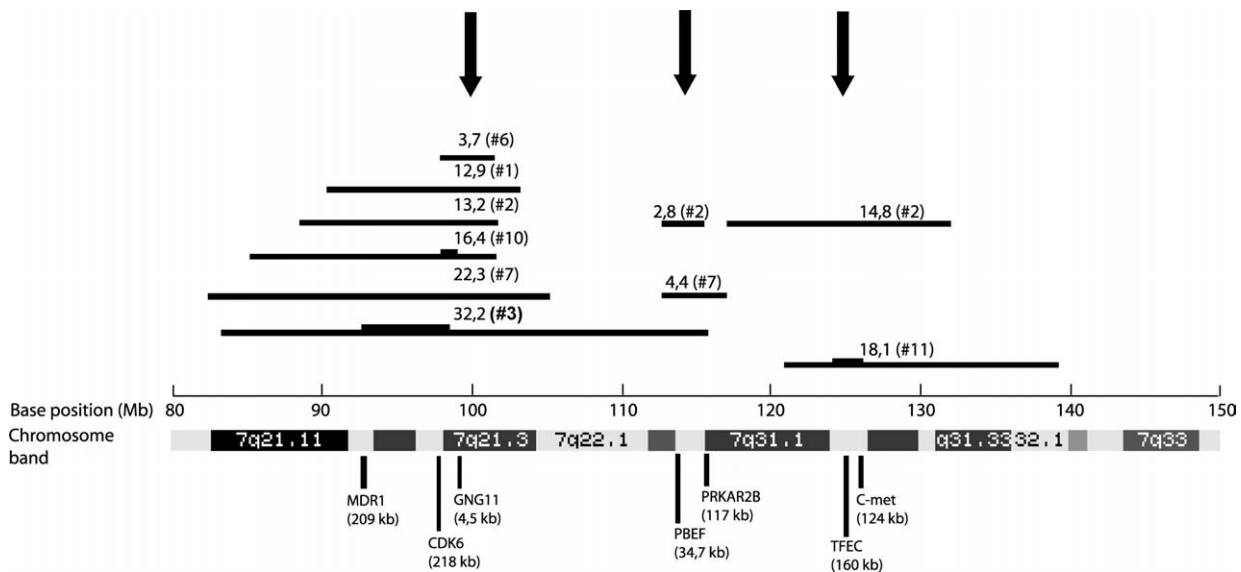 3,7 (#6)
12,9 (#1)
13,2 (#2)
2,8 (#2)
14,8 (#2)
16,4 (#10)
22,3 (#7)
4,4 (#7)
32,2 (#3)
18,1 (#11)
Base position (Mb)
80 90 100 110 120 130 140 150
Chromosome
band
7q21.11 7q21.3 7q22.1 7q31.1 q31.33 32.1 7q33
MDR1
(209 kb)
GNG11
(4,5 kb)
PRKAR2B
(117 kb)
C-met
(124 kb)
CDK6
(218 kb)
PBEF
(34,7 kb)
TFEC
(160 kb)